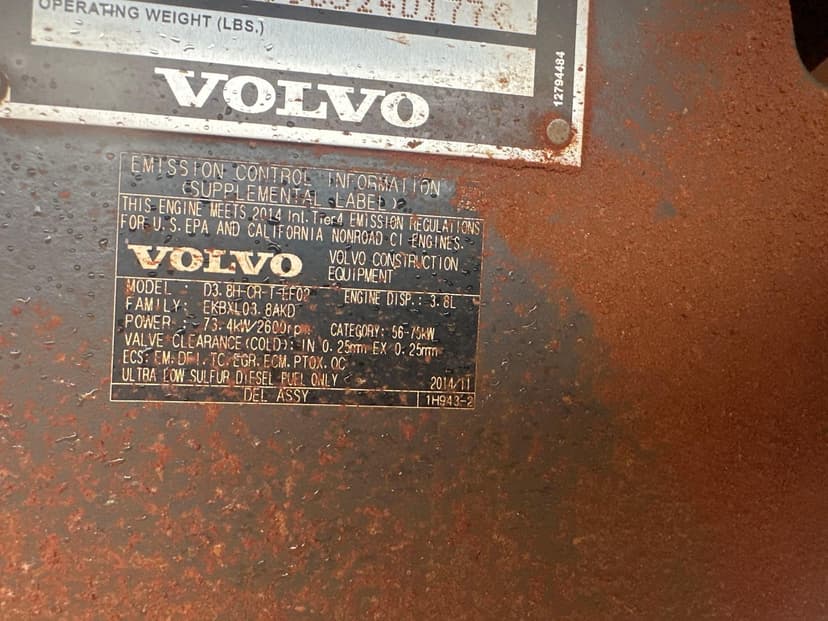 OPERATING WEIGHT (LBS.)
VOLVO
12794484
EMISSION CONTROL INFORMATION
(SUPPLEMENTAL LABEL)
THIS ENGINE MEETS 2014 Int. Tier4 EMISSION REGULATIONS
FOR U.S. EPA AND CALIFORNIA NONROAD CI ENGINES.
VOLVO VOLVO CONSTRUCTION
EQUIPMENT
MODEL : D3.8H-CR-T-EF02 ENGINE DISP.: 3.8L
FAMILY: EKBXL03.8AKD
POWER: 73.4kW/2600rp CATEGORY: 56-75kW
VALVE CLEARANCE (COLD): IN 0.25mm EX 0.25mm
ECS: EM.DFI.TC.EGR.ECM.PTOX.OC
ULTRA LOW SULFUR DIESEL FUEL ONLY 2014/11
DEL ASSY 1H943-2